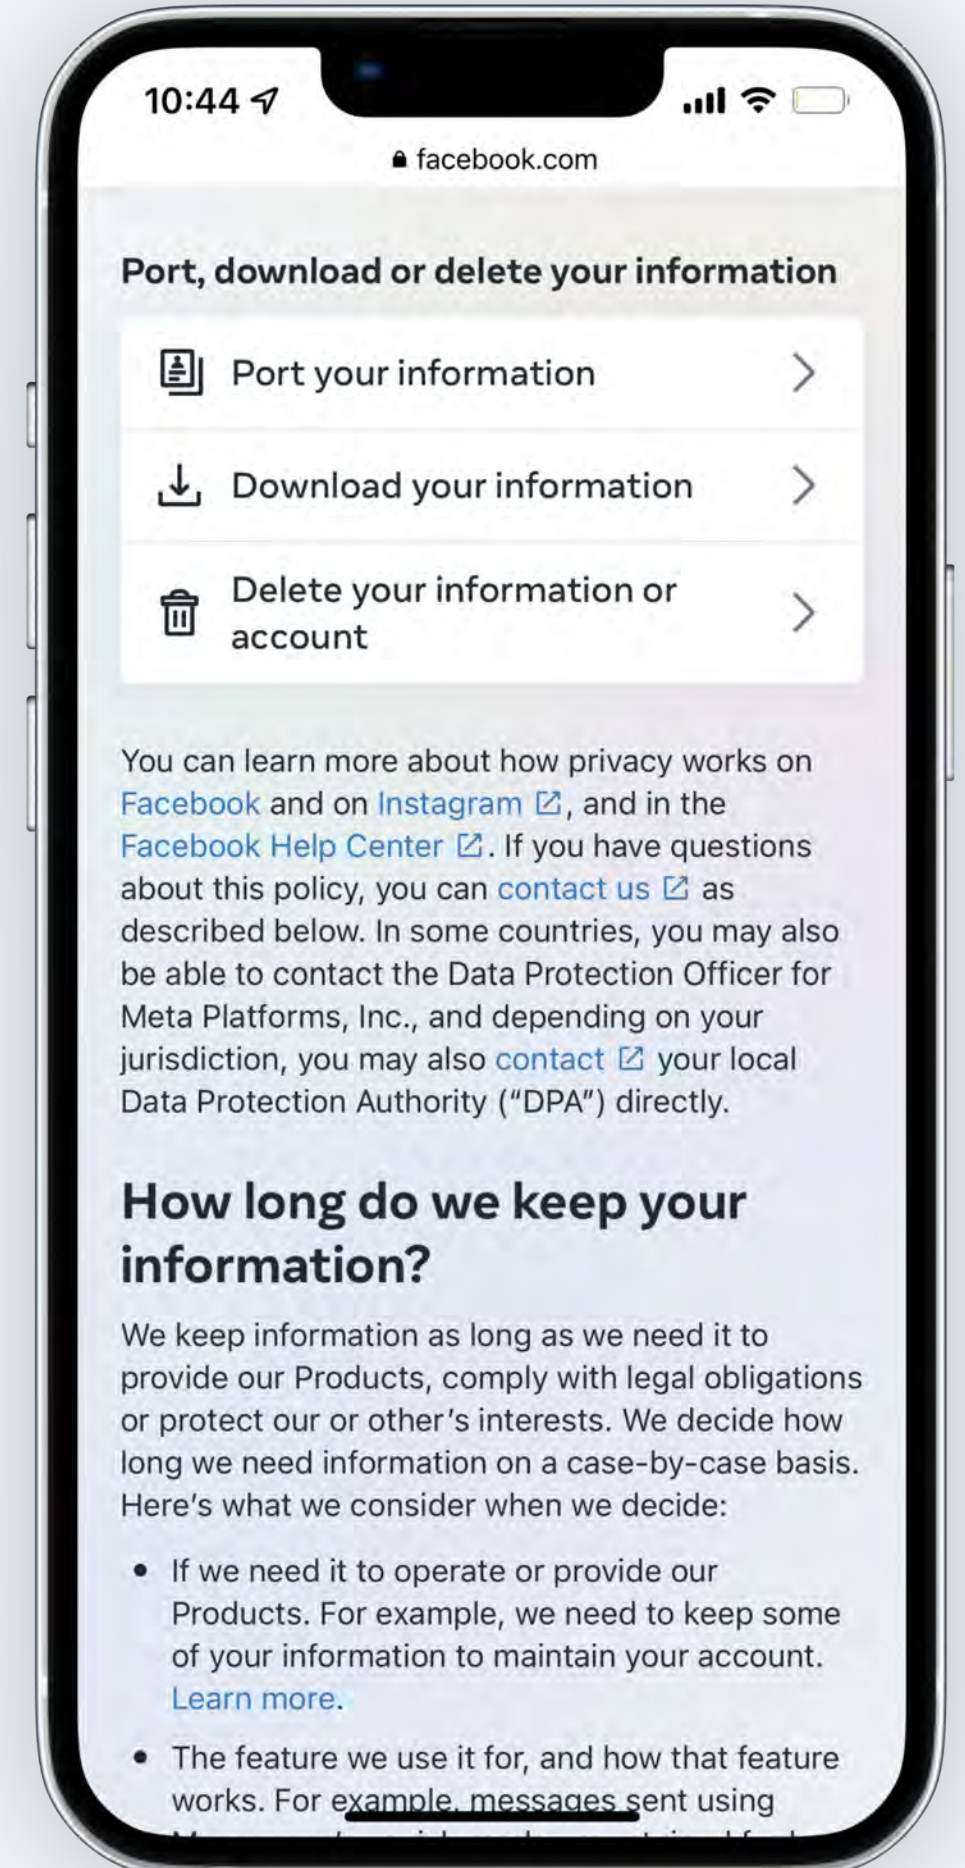 10:44
facebook.com
Port, download or delete your information
Port your information
Download your information
Delete your information or
account
You can learn more about how privacy works on
Facebook and on Instagram, and in the
Facebook Help Center. If you have questions
about this policy, you can contact us as
described below. In some countries, you may also
be able to contact the Data Protection Officer for
Meta Platforms, Inc., and depending on your
jurisdiction, you may also contact your local
Data Protection Authority (“DPA”) directly.
How long do we keep your
information?
We keep information as long as we need it to
provide our Products, comply with legal obligations
or protect our or other’s interests. We decide how
long we need information on a case-by-case basis.
Here’s what we consider when we decide:
• If we need it to operate or provide our
Products. For example, we need to keep some
of your information to maintain your account.
Learn more.
• The feature we use it for, and how that feature
works. For example, messages sent using